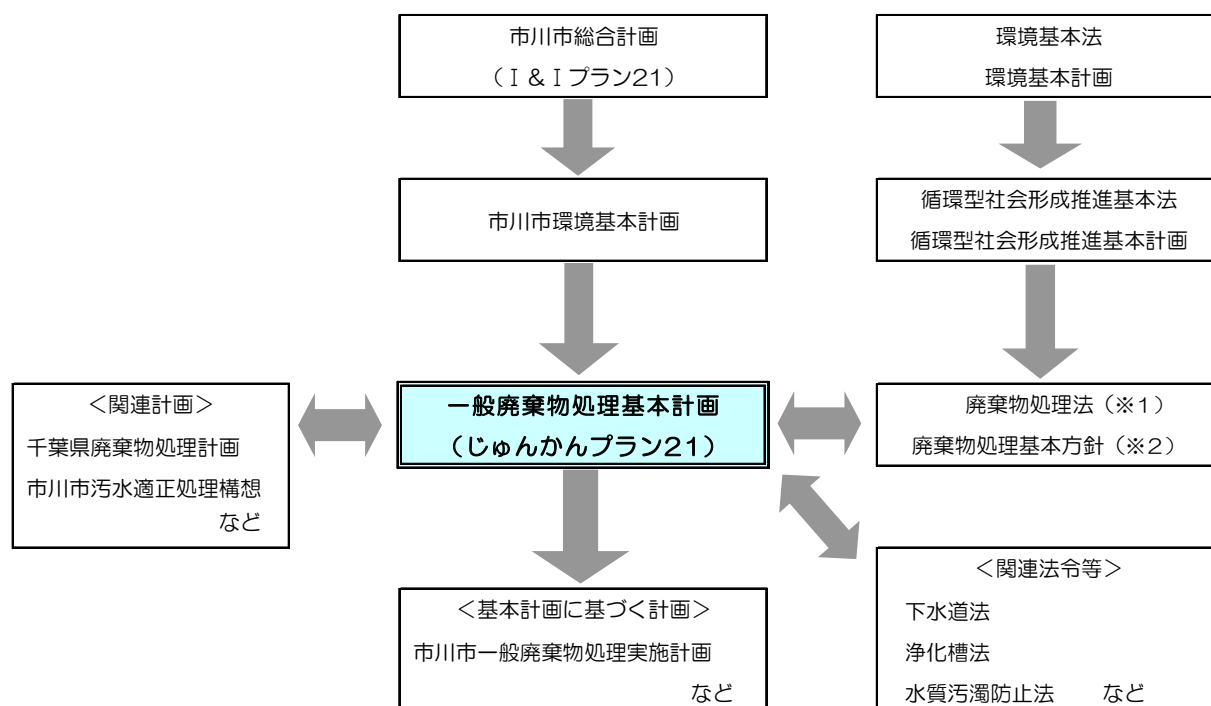 市川市総合計画
（Ｉ＆Ｉプラン21）
環境基本法
環境基本計画
市川市環境基本計画
循環型社会形成推進基本法
循環型社会形成推進基本計画
＜関連計画＞
千葉県廃棄物処理計画
市川市汚水適正処理構想
など
一般廃棄物処理基本計画
（じゅんかんプラン21）
廃棄物処理法（※1）
廃棄物処理基本方針（※2）
＜基本計画に基づく計画＞
市川市一般廃棄物処理実施計画
など
＜関連法令等＞
下水道法
浄化槽法
水質汚濁防止法　　など